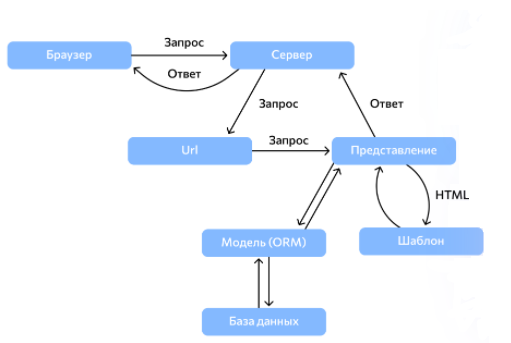 Запрос
Браузер
Сервер
Ответ
Запрос
Ответ
Url
Запрос
Представление
HTML
Модель (ORM)
Шаблон
База данных